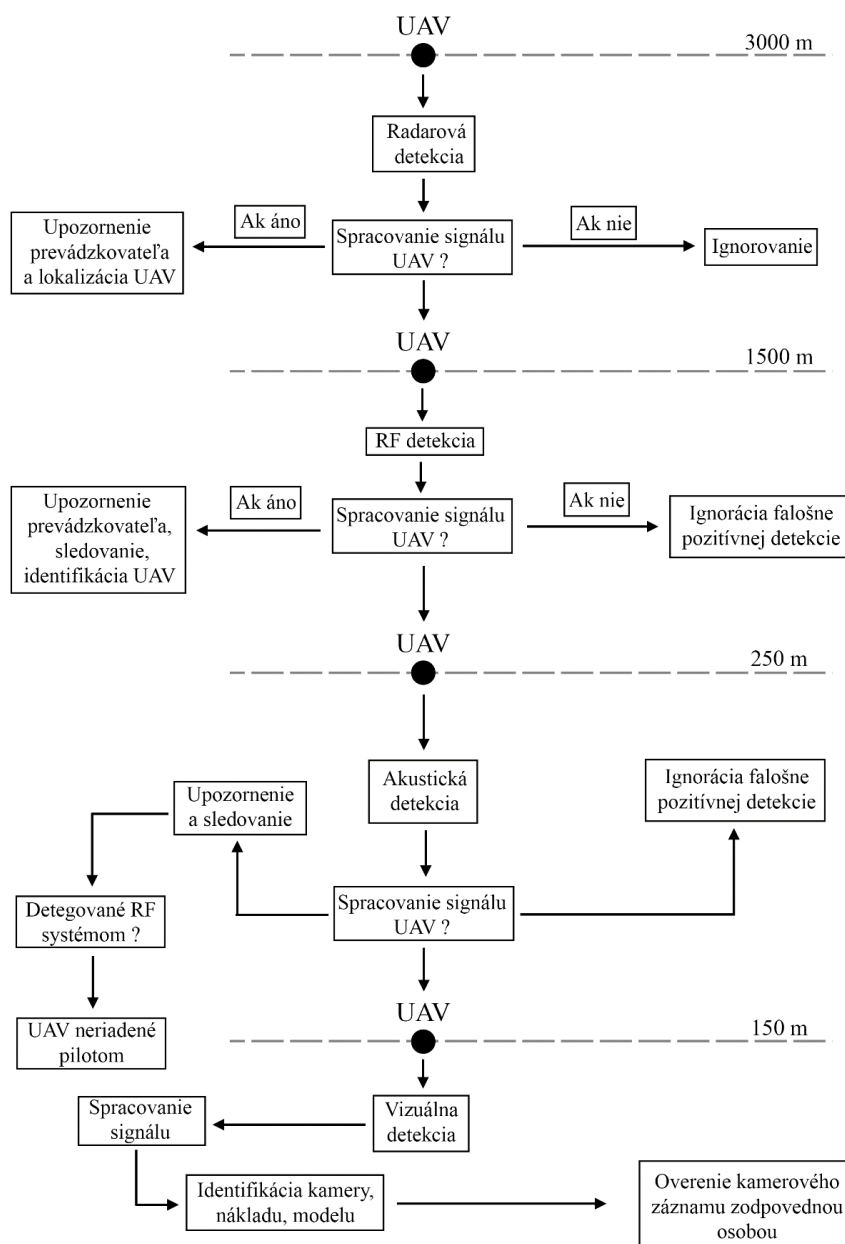 UAV
3000 m
Radarová
detekcia
Upozornenie
prevádzkovateľa
a lokalizácia UAV
Ak áno
Spracovanie signálu
UAV ?
Ak nie
Ignorovanie
UAV
1500 m
RF detekcia
Upozornenie
prevádzkovateľa,
sledovanie,
identifikácia UAV
Ak áno
Spracovanie signálu
UAV ?
Ak nie
Ignorácia falošne
pozitívnej detekcie
UAV
250 m
Akustická
detekcia
Upozornenie
a sledovanie
Ignorácia falošne
pozitívnej detekcie
Detegované RF
systémom ?
Spracovanie signálu
UAV ?
UAV neriadené
pilotom
UAV
150 m
Vizuálna
detekcia
Spracovanie
signálu
Identifikácia kamery,
nákladu, modelu
Overenie kamerového
záznamu zodpovednou
osobou